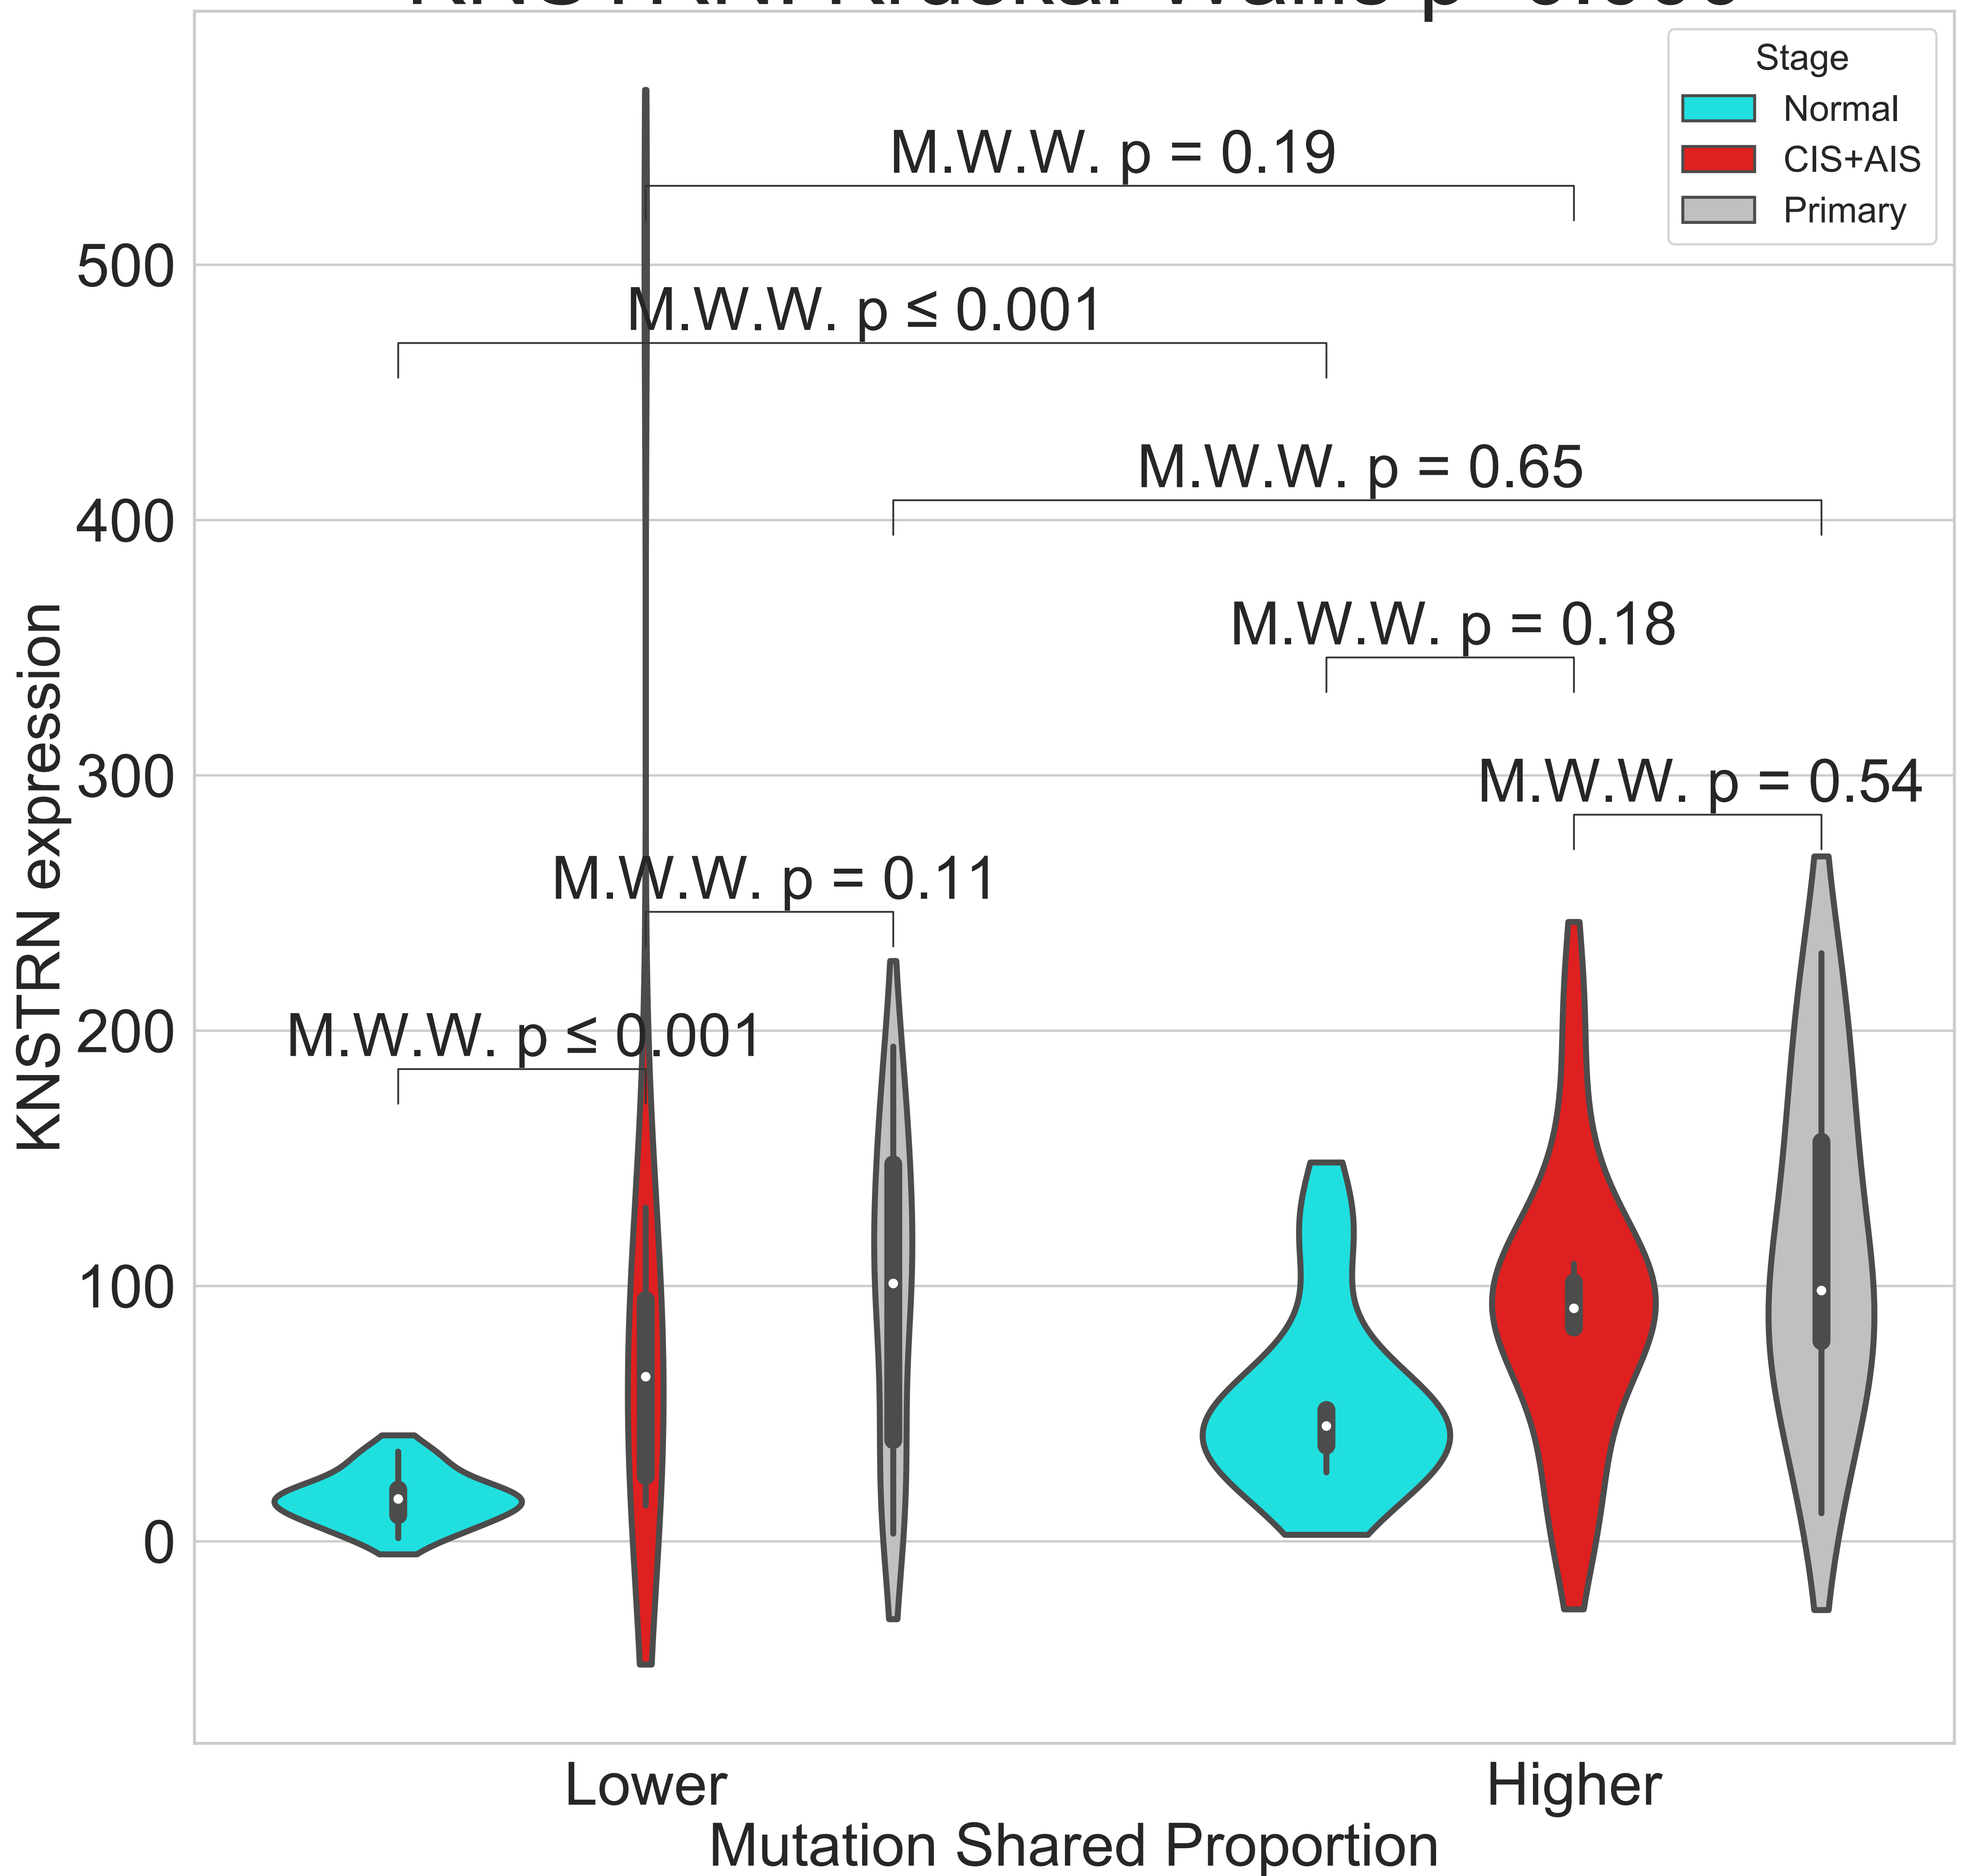 Stage
Normal
CIS+AIS
Primary
M.W.W. p = 0.19
M.W.W. p ≤ 0.001
M.W.W. p = 0.65
M.W.W. p = 0.18
M.W.W. p = 0.54
M.W.W. p = 0.11
M.W.W. p ≤ 0.001
500
400
300
200
100
0
KNSTRN expression
Lower
Higher
Mutation Shared Proportion